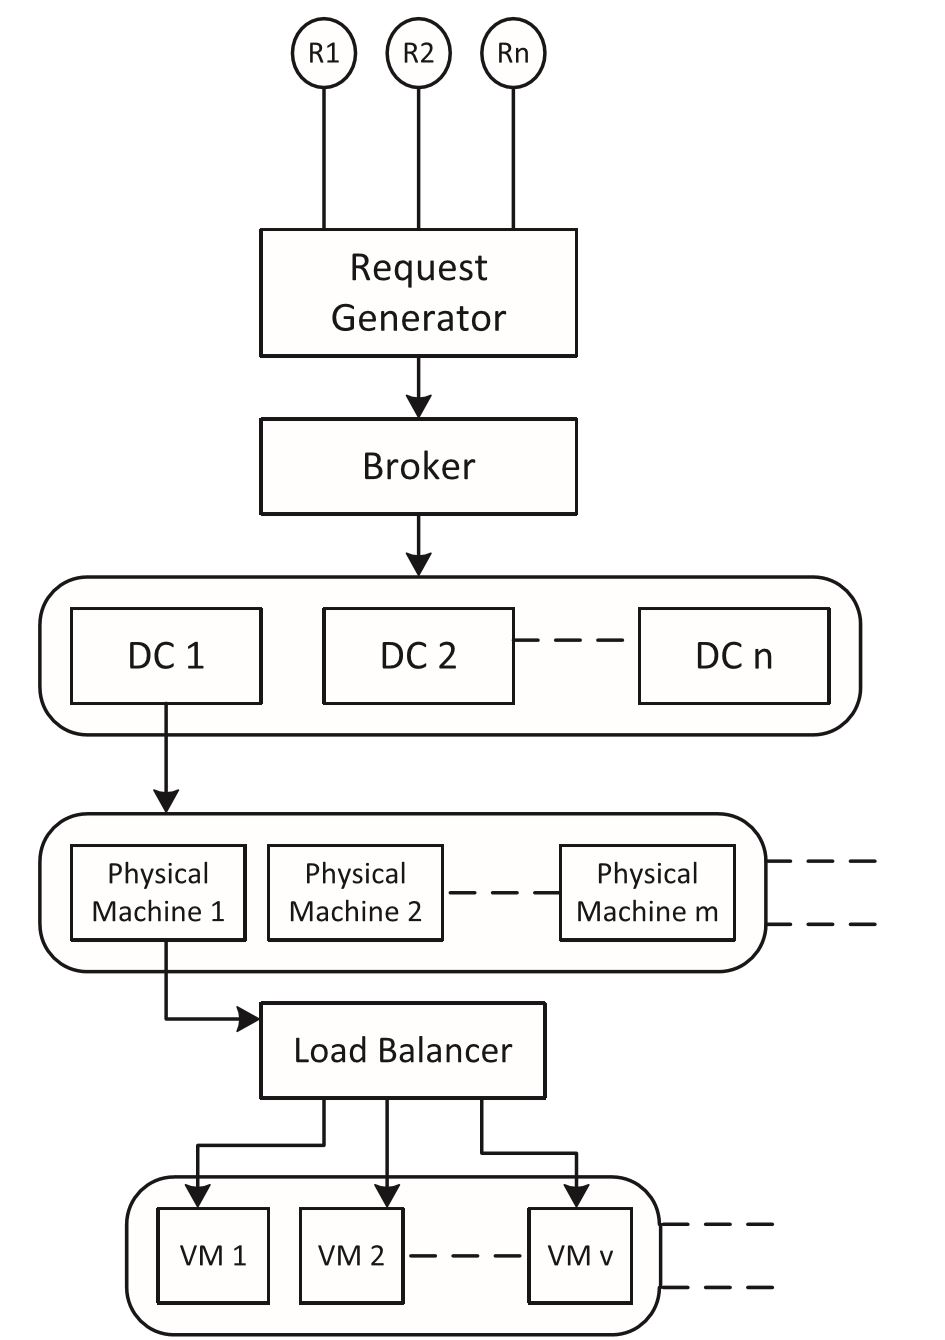 R1
R2
Rn
Request
Generator
Broker
DC 1
DC 2
DC n
Physical
Machine 1
Physical
Machine 2
Physical
Machine m
Load Balancer
VM 1
VM 2
VM v